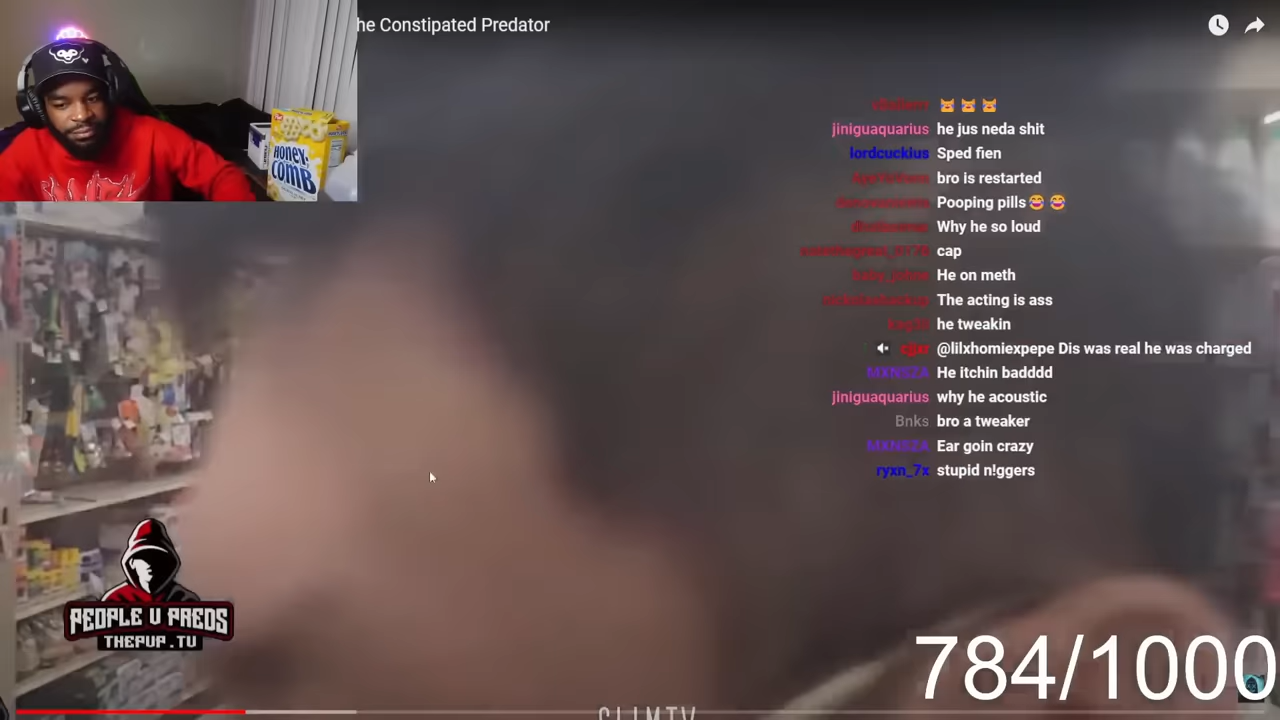 he Constipated Predator
HONEY-
COMB
jiniguaquarius he jus neda shit
lordcuckius Sped fien
bro is restarted
Pooping pills😂 😂
Why he so loud
cap
He on meth
The acting is ass
he tweakin
@lilxhomiexpepe Dis was real he was charged
MXNEZA He itchin badddd
jiniguaquarius why he acoustic
Bnks bro a tweaker
MXNEZA Ear goin crazy
ryxn_7x stupid n!ggers
PEOPLE V PREDS
THEPVP.TV
784/1000